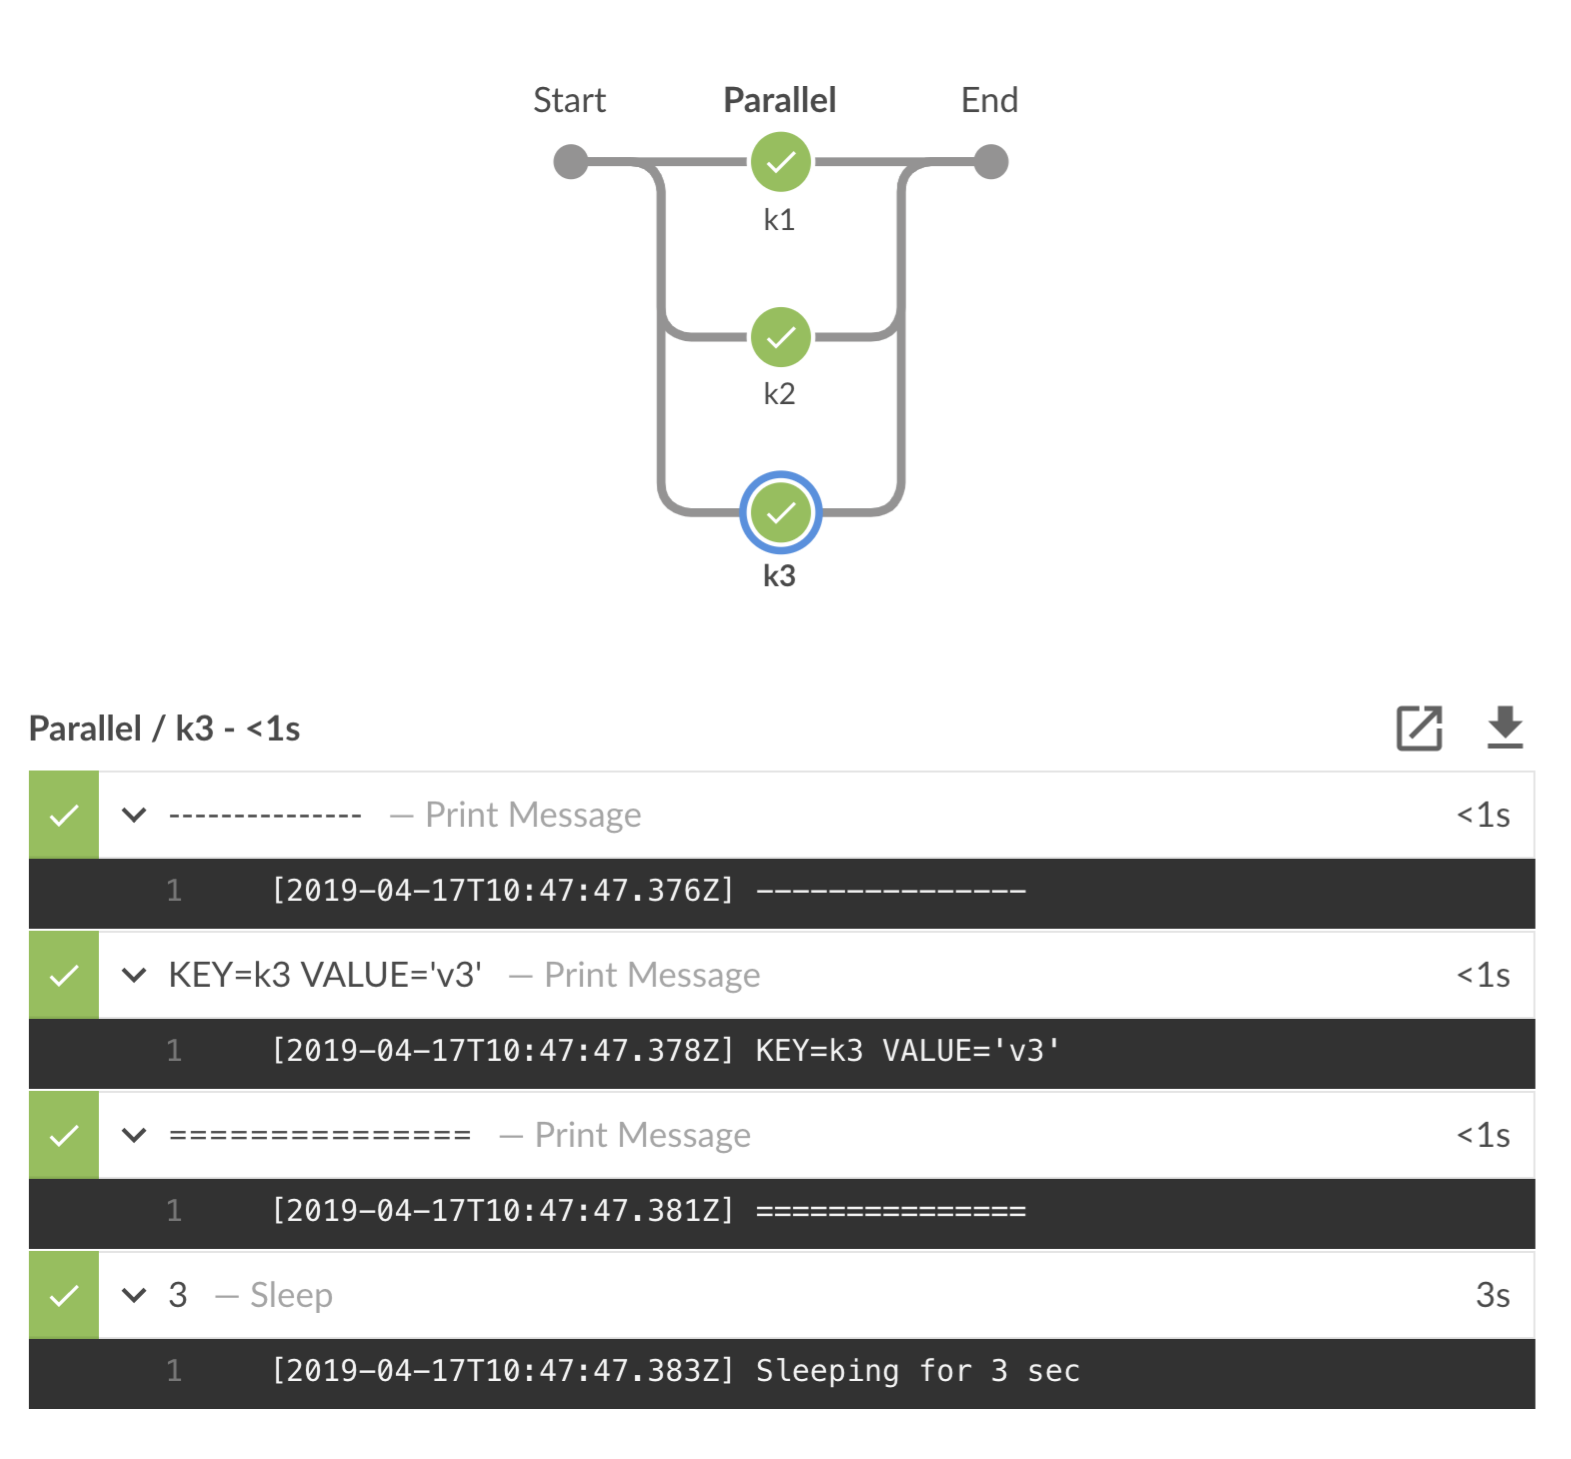 Start Parallel End
k1
k2
k3
Parallel / k3 - <1s
--------------- — Print Message <1s
1 [2019-04-17T10:47:47.376Z] ---------------
KEY=k3 VALUE='v3' — Print Message <1s
1 [2019-04-17T10:47:47.378Z] KEY=k3 VALUE='v3'
=============== — Print Message <1s
1 [2019-04-17T10:47:47.381Z] ===============
3 — Sleep 3s
1 [2019-04-17T10:47:47.383Z] Sleeping for 3 sec